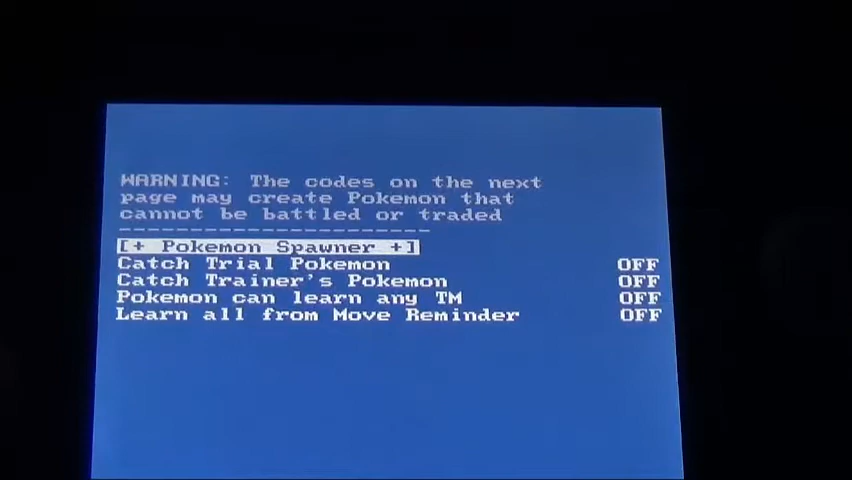 WARNING: The codes on the next
page may create Pokemon that
cannot be battled or traded
----------------------
[+ Pokemon Spawner +]
Catch Trial Pokemon OFF
Catch Trainer's Pokemon OFF
Pokemon can learn any TM OFF
Learn all from Move Reminder OFF